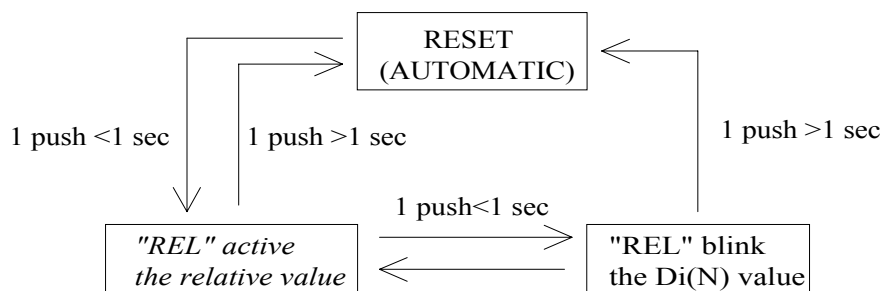 RESET
(AUTOMATIC)
1 push <1 sec
1 push >1 sec
1 push >1 sec
1 push<1 sec
"REL" active
the relative value
"REL" blink
the Di(N) value